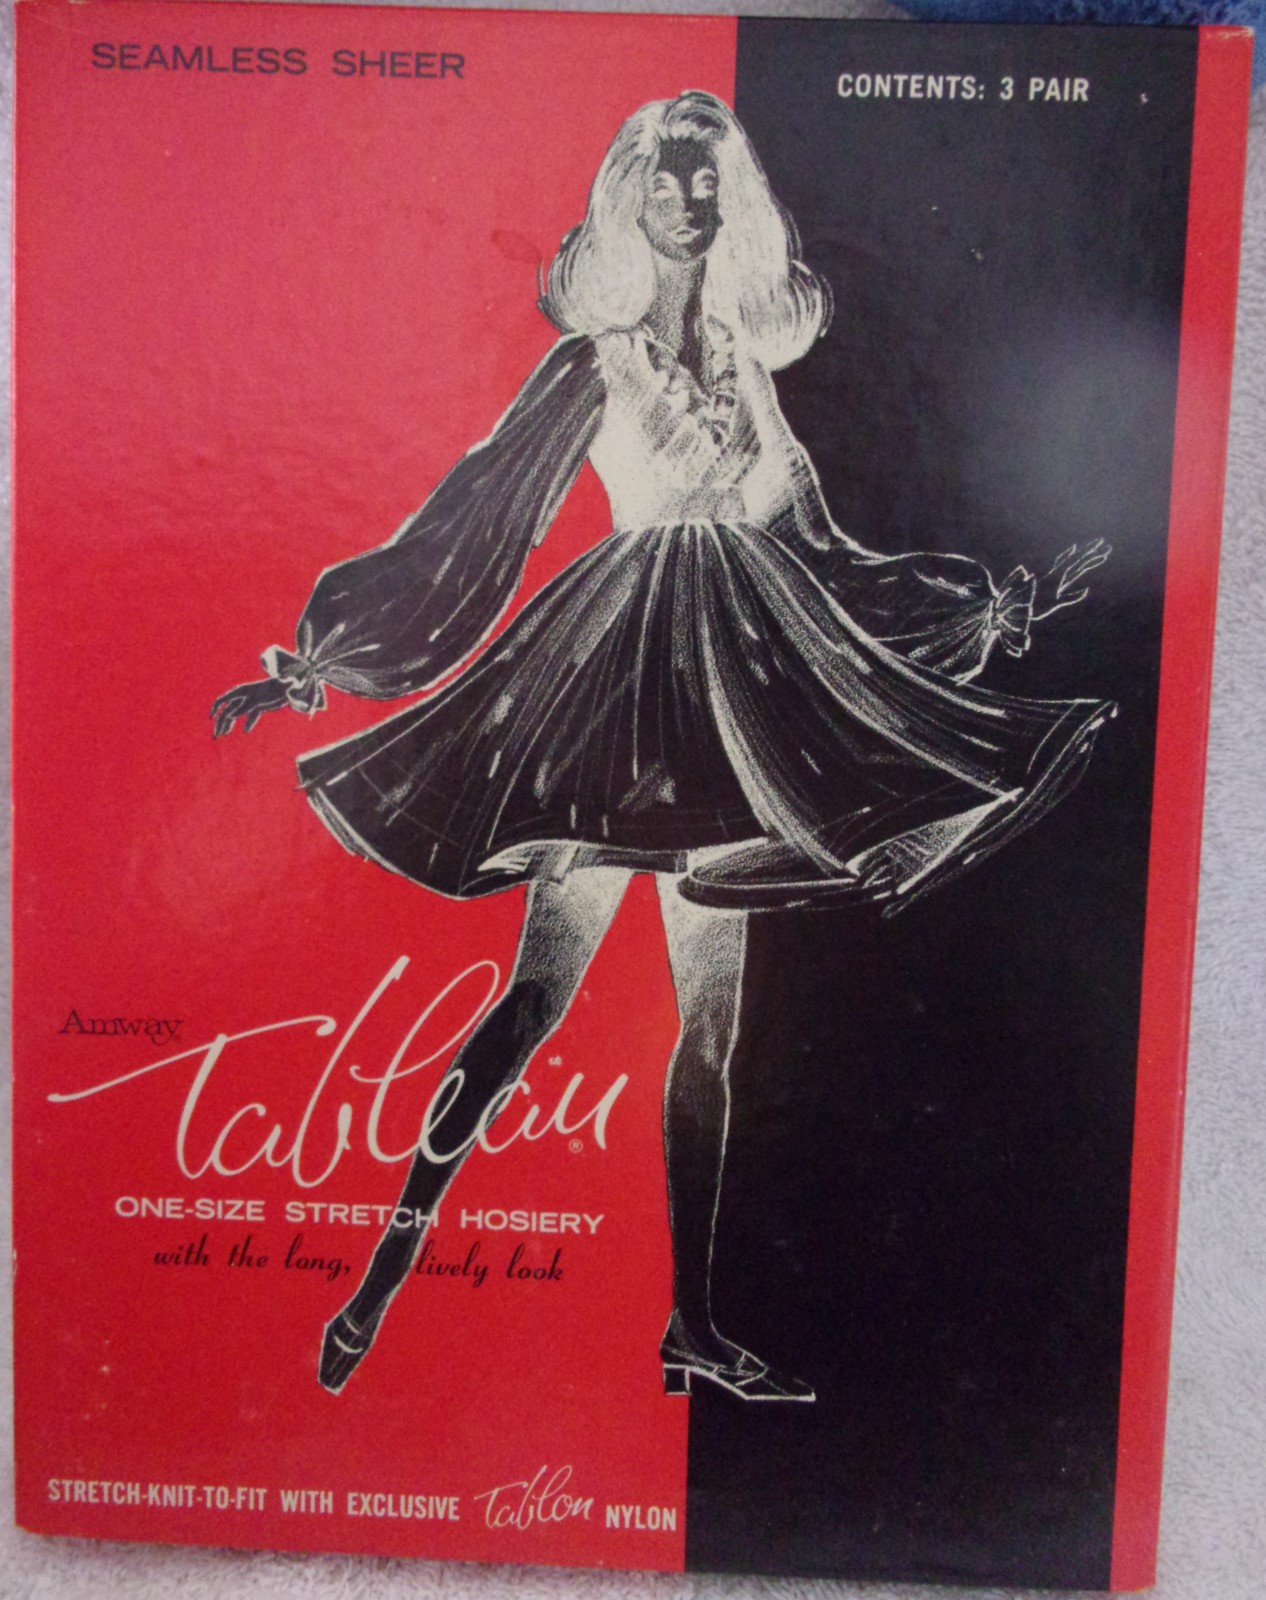 SEAMLESS SHEER
CONTENTS: 3 PAIR
Amway
Tableau®
ONE-SIZE STRETCH HOSIERY
with the long, lively look
STRETCH-KNIT-TO-FIT WITH EXCLUSIVE Tablon NYLON